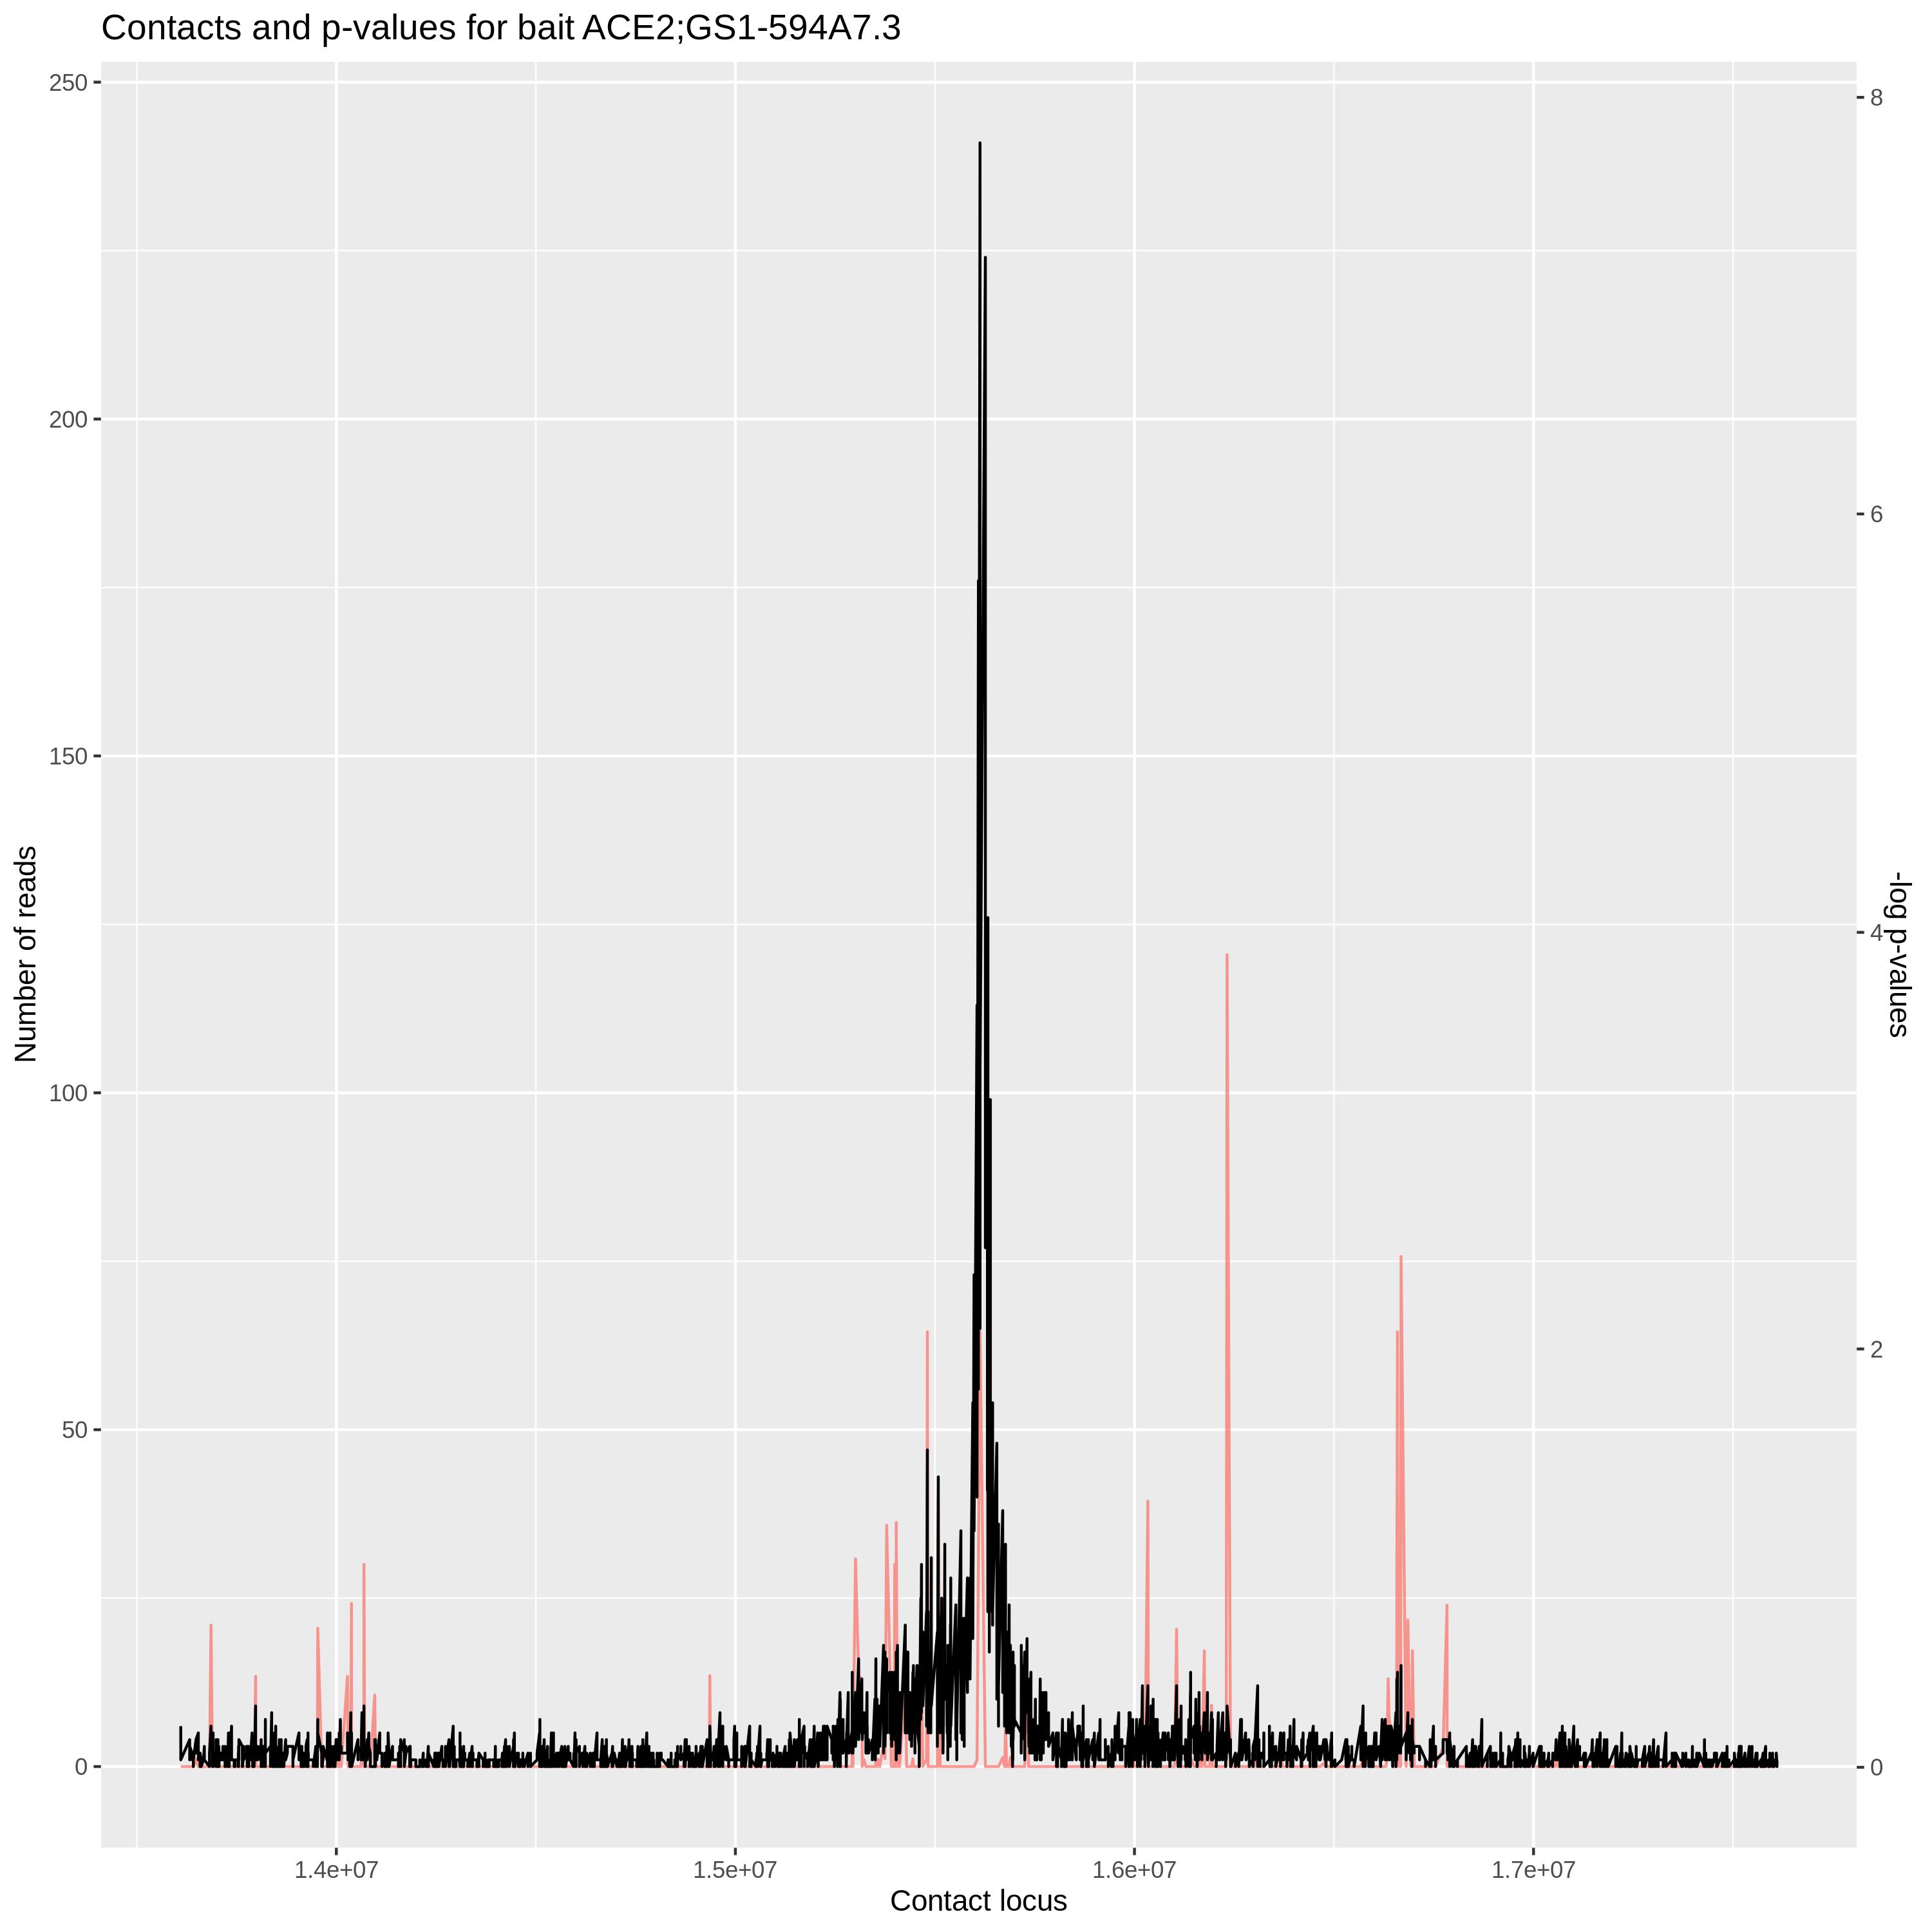 Contacts and p-values for bait ACE2;GS1-594A7.3
250
200
150
100
50
0
Number of reads
8
6
4
2
0
-log p-values
1.4e+07
1.5e+07
1.6e+07
1.7e+07
Contact locus